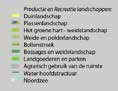 Productie en Recreatie landschappen:
Duinlandschap
Plassenlandschap
Het groene hart - weidelandschap
Weide en polderlandschap
Bollenstreek
Bossages en weidelandschap
Landgoederen en parken
Agrarisch gebruik van de ruimte
Water hoofdstructuur
Noordzee